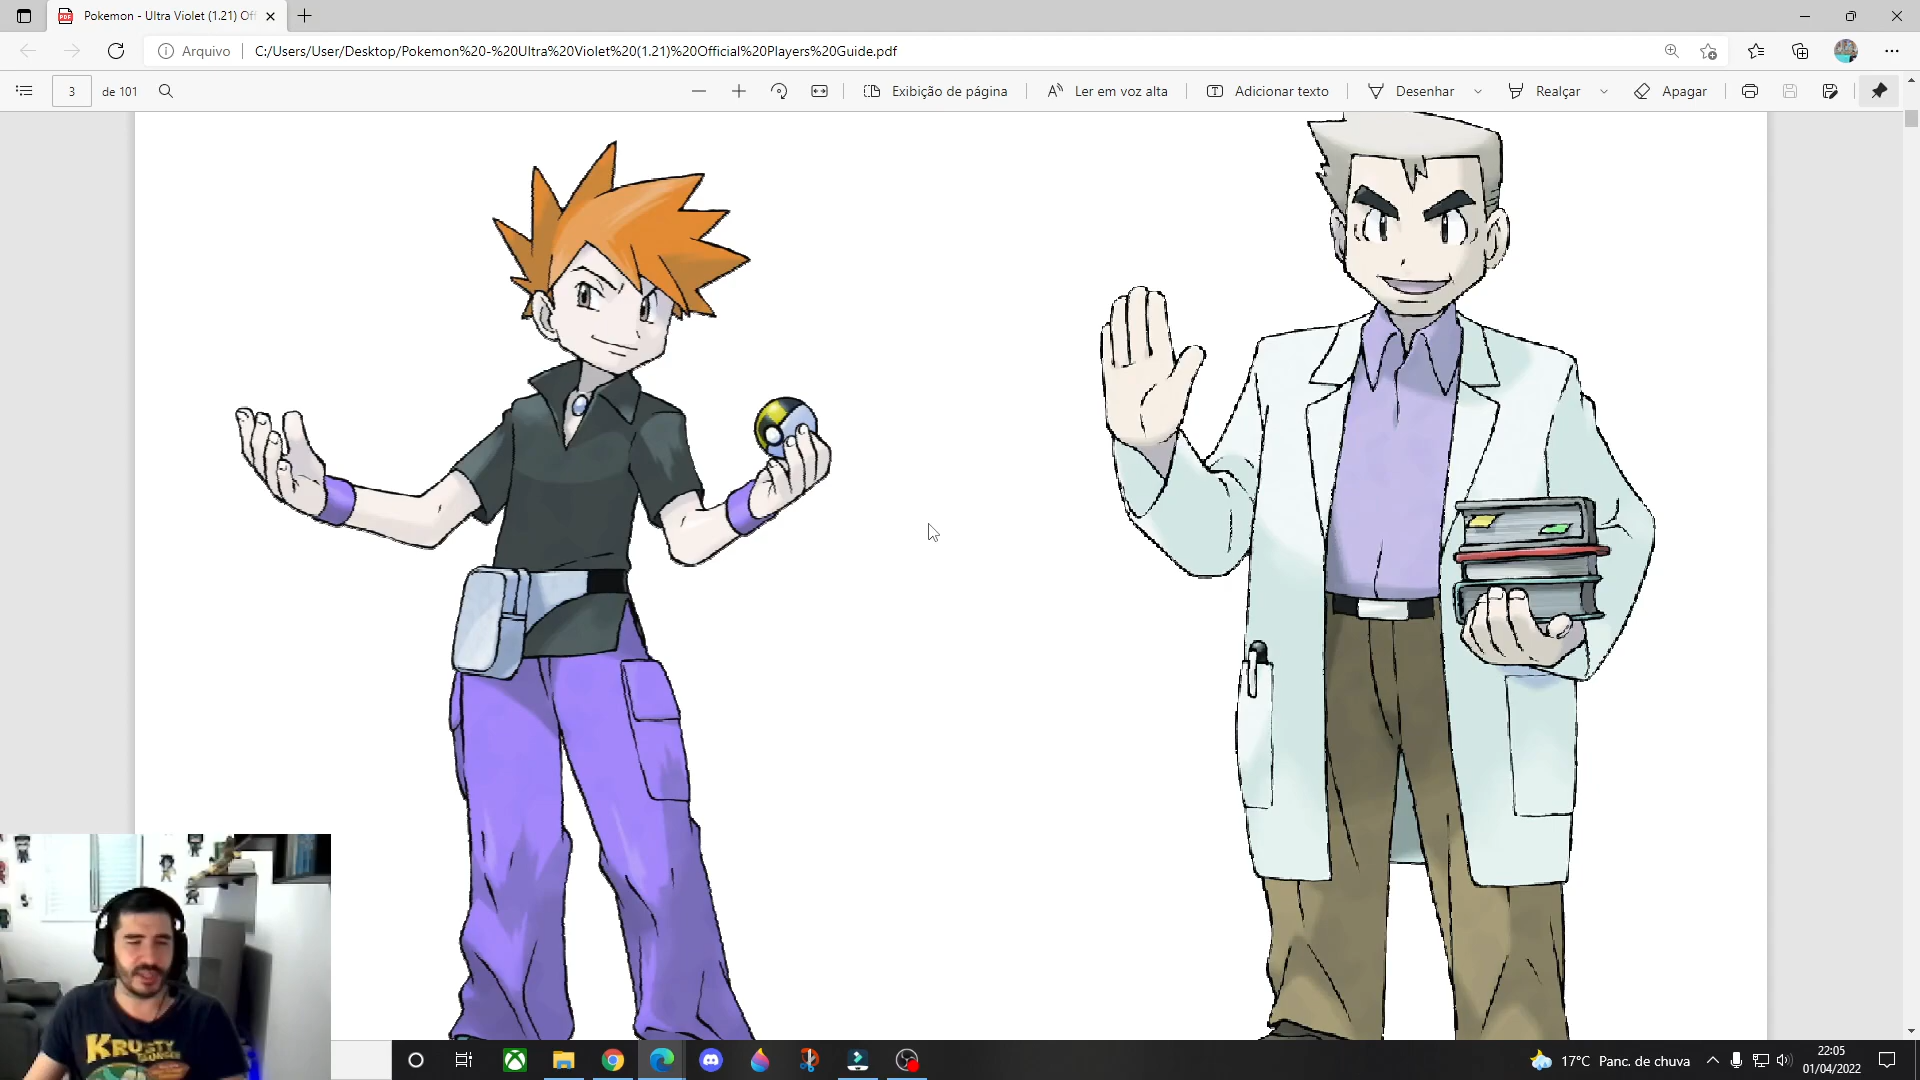 Pokemon - Ultra Violet (1.21) Off
Arquivo
C:/Users/User/Desktop/Pokemon%20-%20Ultra%20Violet%20(1.21)%20Official%20Players%20Guide.pdf
3
de 101
Exibição de página
Ler em voz alta
Adicionar texto
Desenhar
Realçar
Apagar
KRUSTY
17°C Panc. de chuva
22:05
01/04/2022